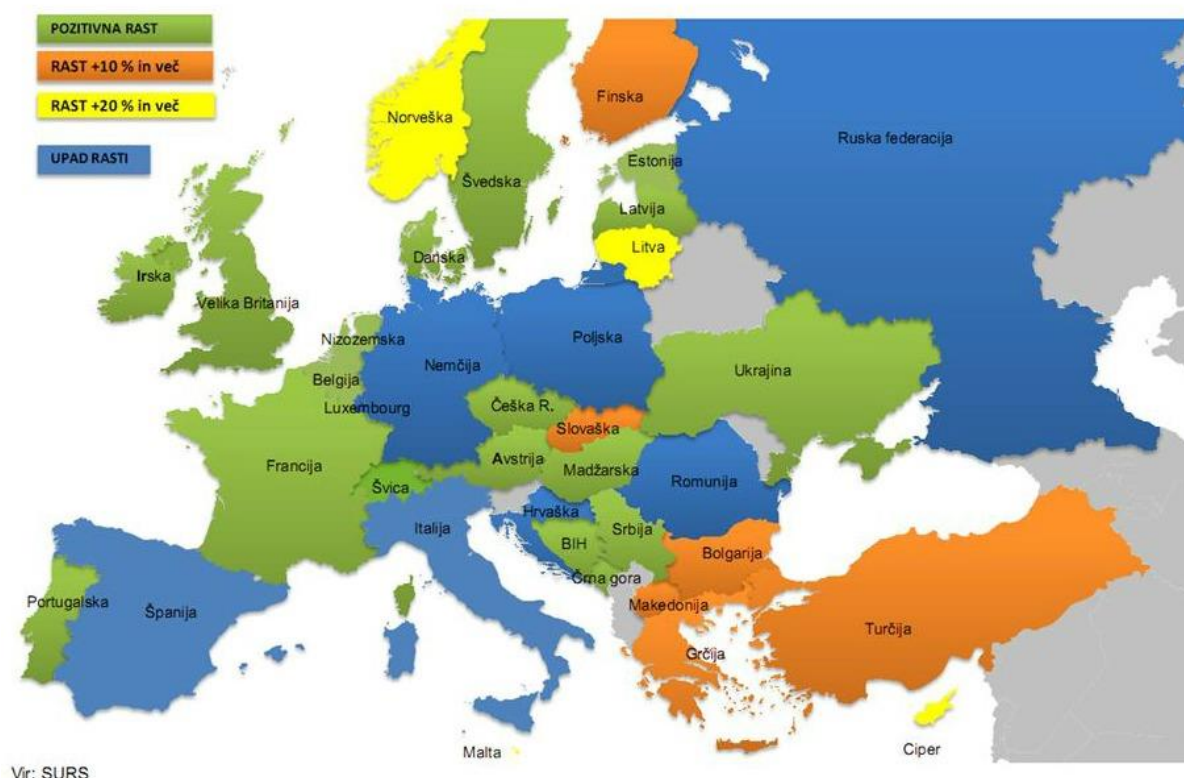 POZITIVNA RAST
RAST +10 % in več
RAST +20 % in več
UPAD RASTI
Norveška
Finska
Ruska federacija
Švedska
Estonija
Latvija
Litva
Danska
Irska
Velika Britanija
Nizozemska
Belgija
Luxembourg
Nemčija
Poljska
Ukrajina
Češka R.
Slovaška
Avstrija
Madžarska
Francija
Švica
Romunija
Italija
Hrvaška
BIH
Srbija
Črna gora
Bolgarija
Makedonija
Grčija
Turčija
Portugalska
Španija
Malta
Ciper
Vir: SURS